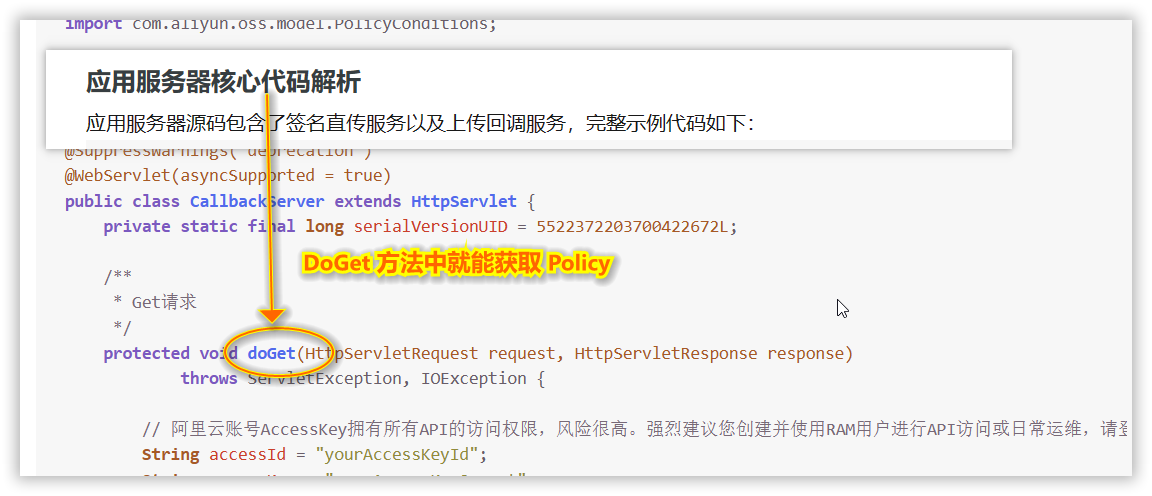 import com.aliyun.oss.model.PolicyConditions;
应用服务器核心代码解析
应用服务器源码包含了签名直传服务以及上传回调服务，完整示例代码如下：
@SuppressWarnings("deprecation")
@WebServlet(asyncSupported = true)
public class CallbackServer extends HttpServlet {
private static final long serialVersionUID = 5522372203700422672L;
DoGet 方法中就能获取 Policy
/**
* Get请求
*/
protected void doGet(HttpServletRequest request, HttpServletResponse response)
throws ServletException, IOException {
// 阿里云账号AccessKey拥有所有API的访问权限，风险很高。强烈建议您创建并使用RAM用户进行API访问或日常运维，请登
String accessId = "yourAccessKeyId";